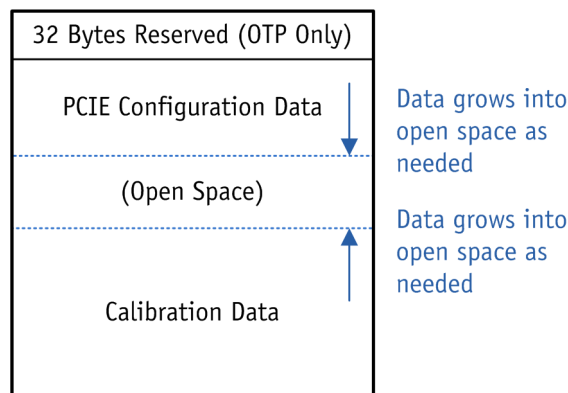 32 Bytes Reserved (OTP Only)
PCIE Configuration Data
Data grows into
open space as
needed
(Open Space)
Data grows into
open space as
needed
Calibration Data